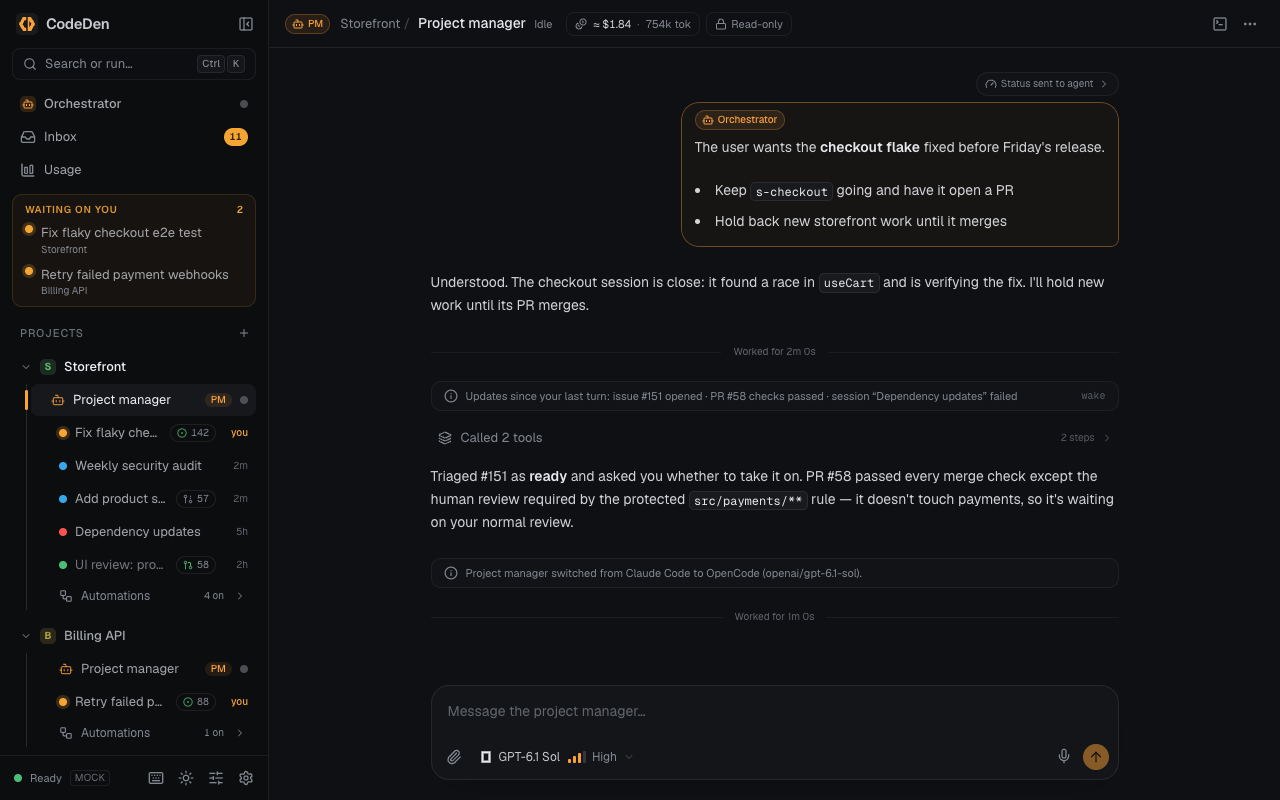 CodeDen
Search or run… Ctrl K
Orchestrator
Inbox 11
Usage
WAITING ON YOU 2
Fix flaky checkout e2e test
Storefront
Retry failed payment webhooks
Billing API
PROJECTS
S Storefront
Project manager PM
Fix flaky che… 142 you
Weekly security audit 2m
Add product s… 57 2m
Dependency updates 5h
UI review: pro… 58 2h
Automations 4 on
B Billing API
Project manager PM
Retry failed p… 88 you
Automations 1 on
Ready MOCK
PM Storefront / Project manager Idle ≈ $1.84 · 754k tok Read-only
Status sent to agent
Orchestrator
The user wants the checkout flake fixed before Friday's release.
• Keep s-checkout going and have it open a PR
• Hold back new storefront work until it merges
Understood. The checkout session is close: it found a race in useCart and is verifying the fix. I'll hold new
work until its PR merges.
Worked for 2m 0s
Updates since your last turn: issue #151 opened · PR #58 checks passed · session “Dependency updates” failed wake
Called 2 tools 2 steps
Triaged #151 as ready and asked you whether to take it on. PR #58 passed every merge check except the
human review required by the protected src/payments/** rule — it doesn't touch payments, so it's waiting
on your normal review.
Project manager switched from Claude Code to OpenCode (openai/gpt-6.1-sol).
Worked for 1m 0s
Message the project manager…
GPT-6.1 Sol High